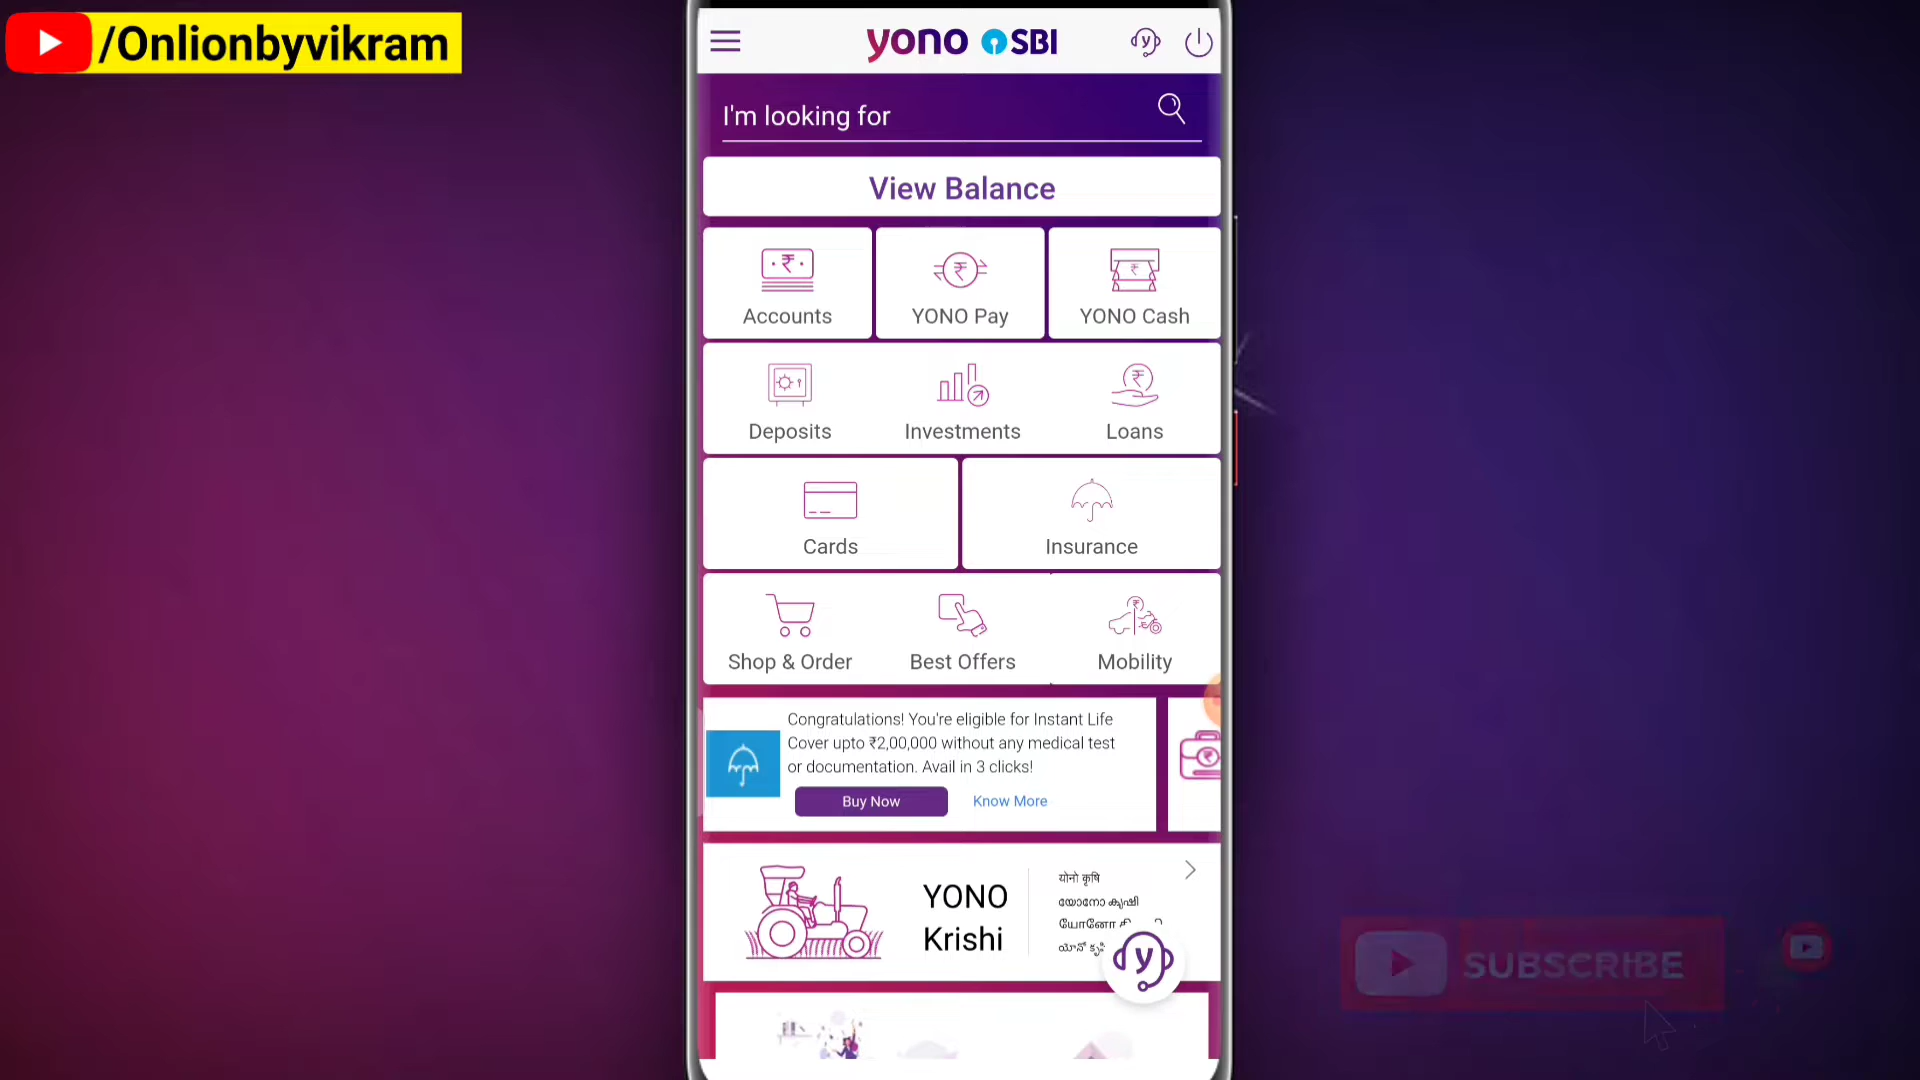 /Onlionbyvikram
yono SBI
I'm looking for
View Balance
Accounts
YONO Pay
YONO Cash
Deposits
Investments
Loans
Cards
Insurance
Shop & Order
Best Offers
Mobility
Congratulations! You're eligible for Instant Life
Cover upto ₹2,00,000 without any medical test
or documentation. Avail in 3 clicks!
Buy Now
Know More
YONO
Krishi
योनो कृषि
യോനോ കൃഷി
யோனோ
యోనో
SUBSCRIBE